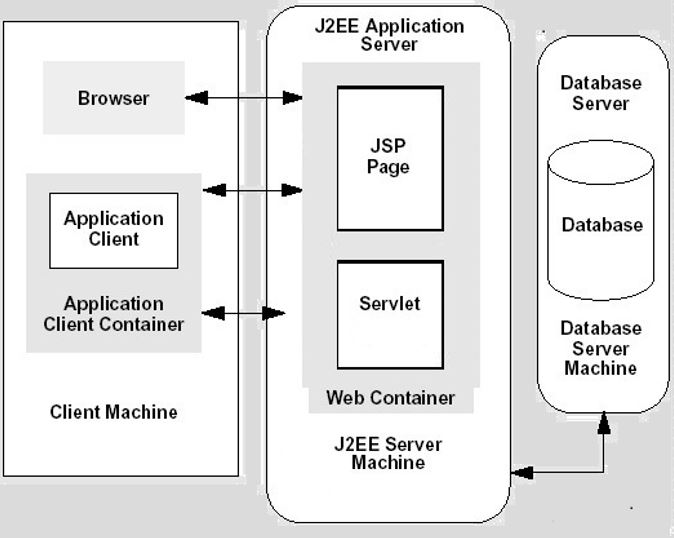 Browser
Application
Client
Application
Client Container
Client Machine
J2EE Application
Server
JSP
Page
Servlet
Web Container
J2EE Server
Machine
Database
Server
Database
Database
Server
Machine